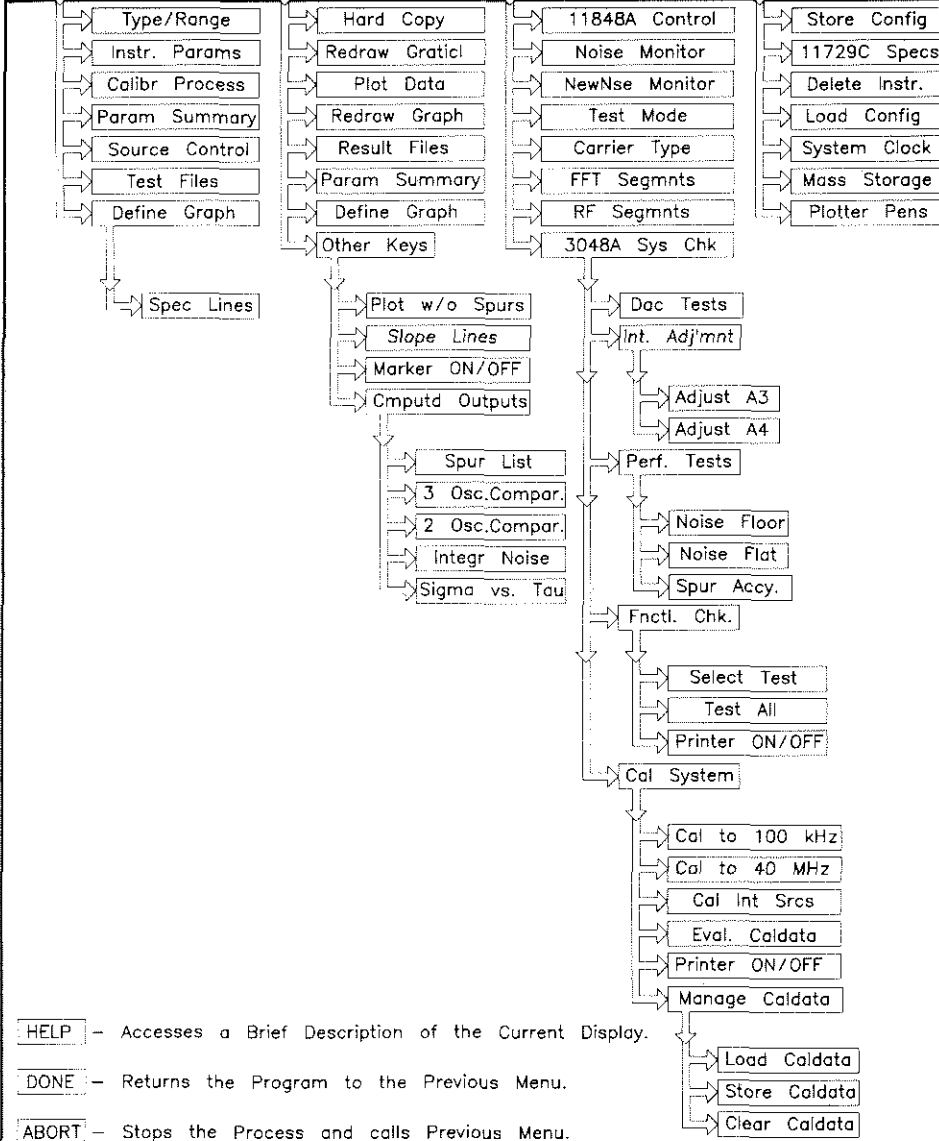 Type/Range
Instr. Params
Calibr Process
Param Summary
Source Control
Test Files
Define Graph
Spec Lines
Hard Copy
Redraw Graticl
Plot Data
Redraw Graph
Result Files
Param Summary
Define Graph
Other Keys
Plot w/o Spurs
Slope Lines
Marker ON/OFF
Cmputd Outputs
Spur List
3 Osc.Compar.
2 Osc.Compar.
Integr Noise
Sigma vs. Tau
11848A Control
Noise Monitor
NewNse Monitor
Test Mode
Carrier Type
FFT Segmnts
RF Segmnts
3048A Sys Chk
Dac Tests
Int. Adj'mnt
Adjust A3
Adjust A4
Perf. Tests
Noise Floor
Noise Flat
Spur Accy.
Fnctl. Chk.
Select Test
Test All
Printer ON/OFF
Cal System
Cal to 100 kHz
Cal to 40 MHz
Cal Int Srcs
Eval. Caldata
Printer ON/OFF
Manage Caldata
Load Caldata
Store Caldata
Clear Caldata
Store Config
11729C Specs
Delete Instr.
Load Config
System Clock
Mass Storage
Plotter Pens
HELP – Accesses a Brief Description of the Current Display.
DONE – Returns the Program to the Previous Menu.
ABORT – Stops the Process and calls Previous Menu.